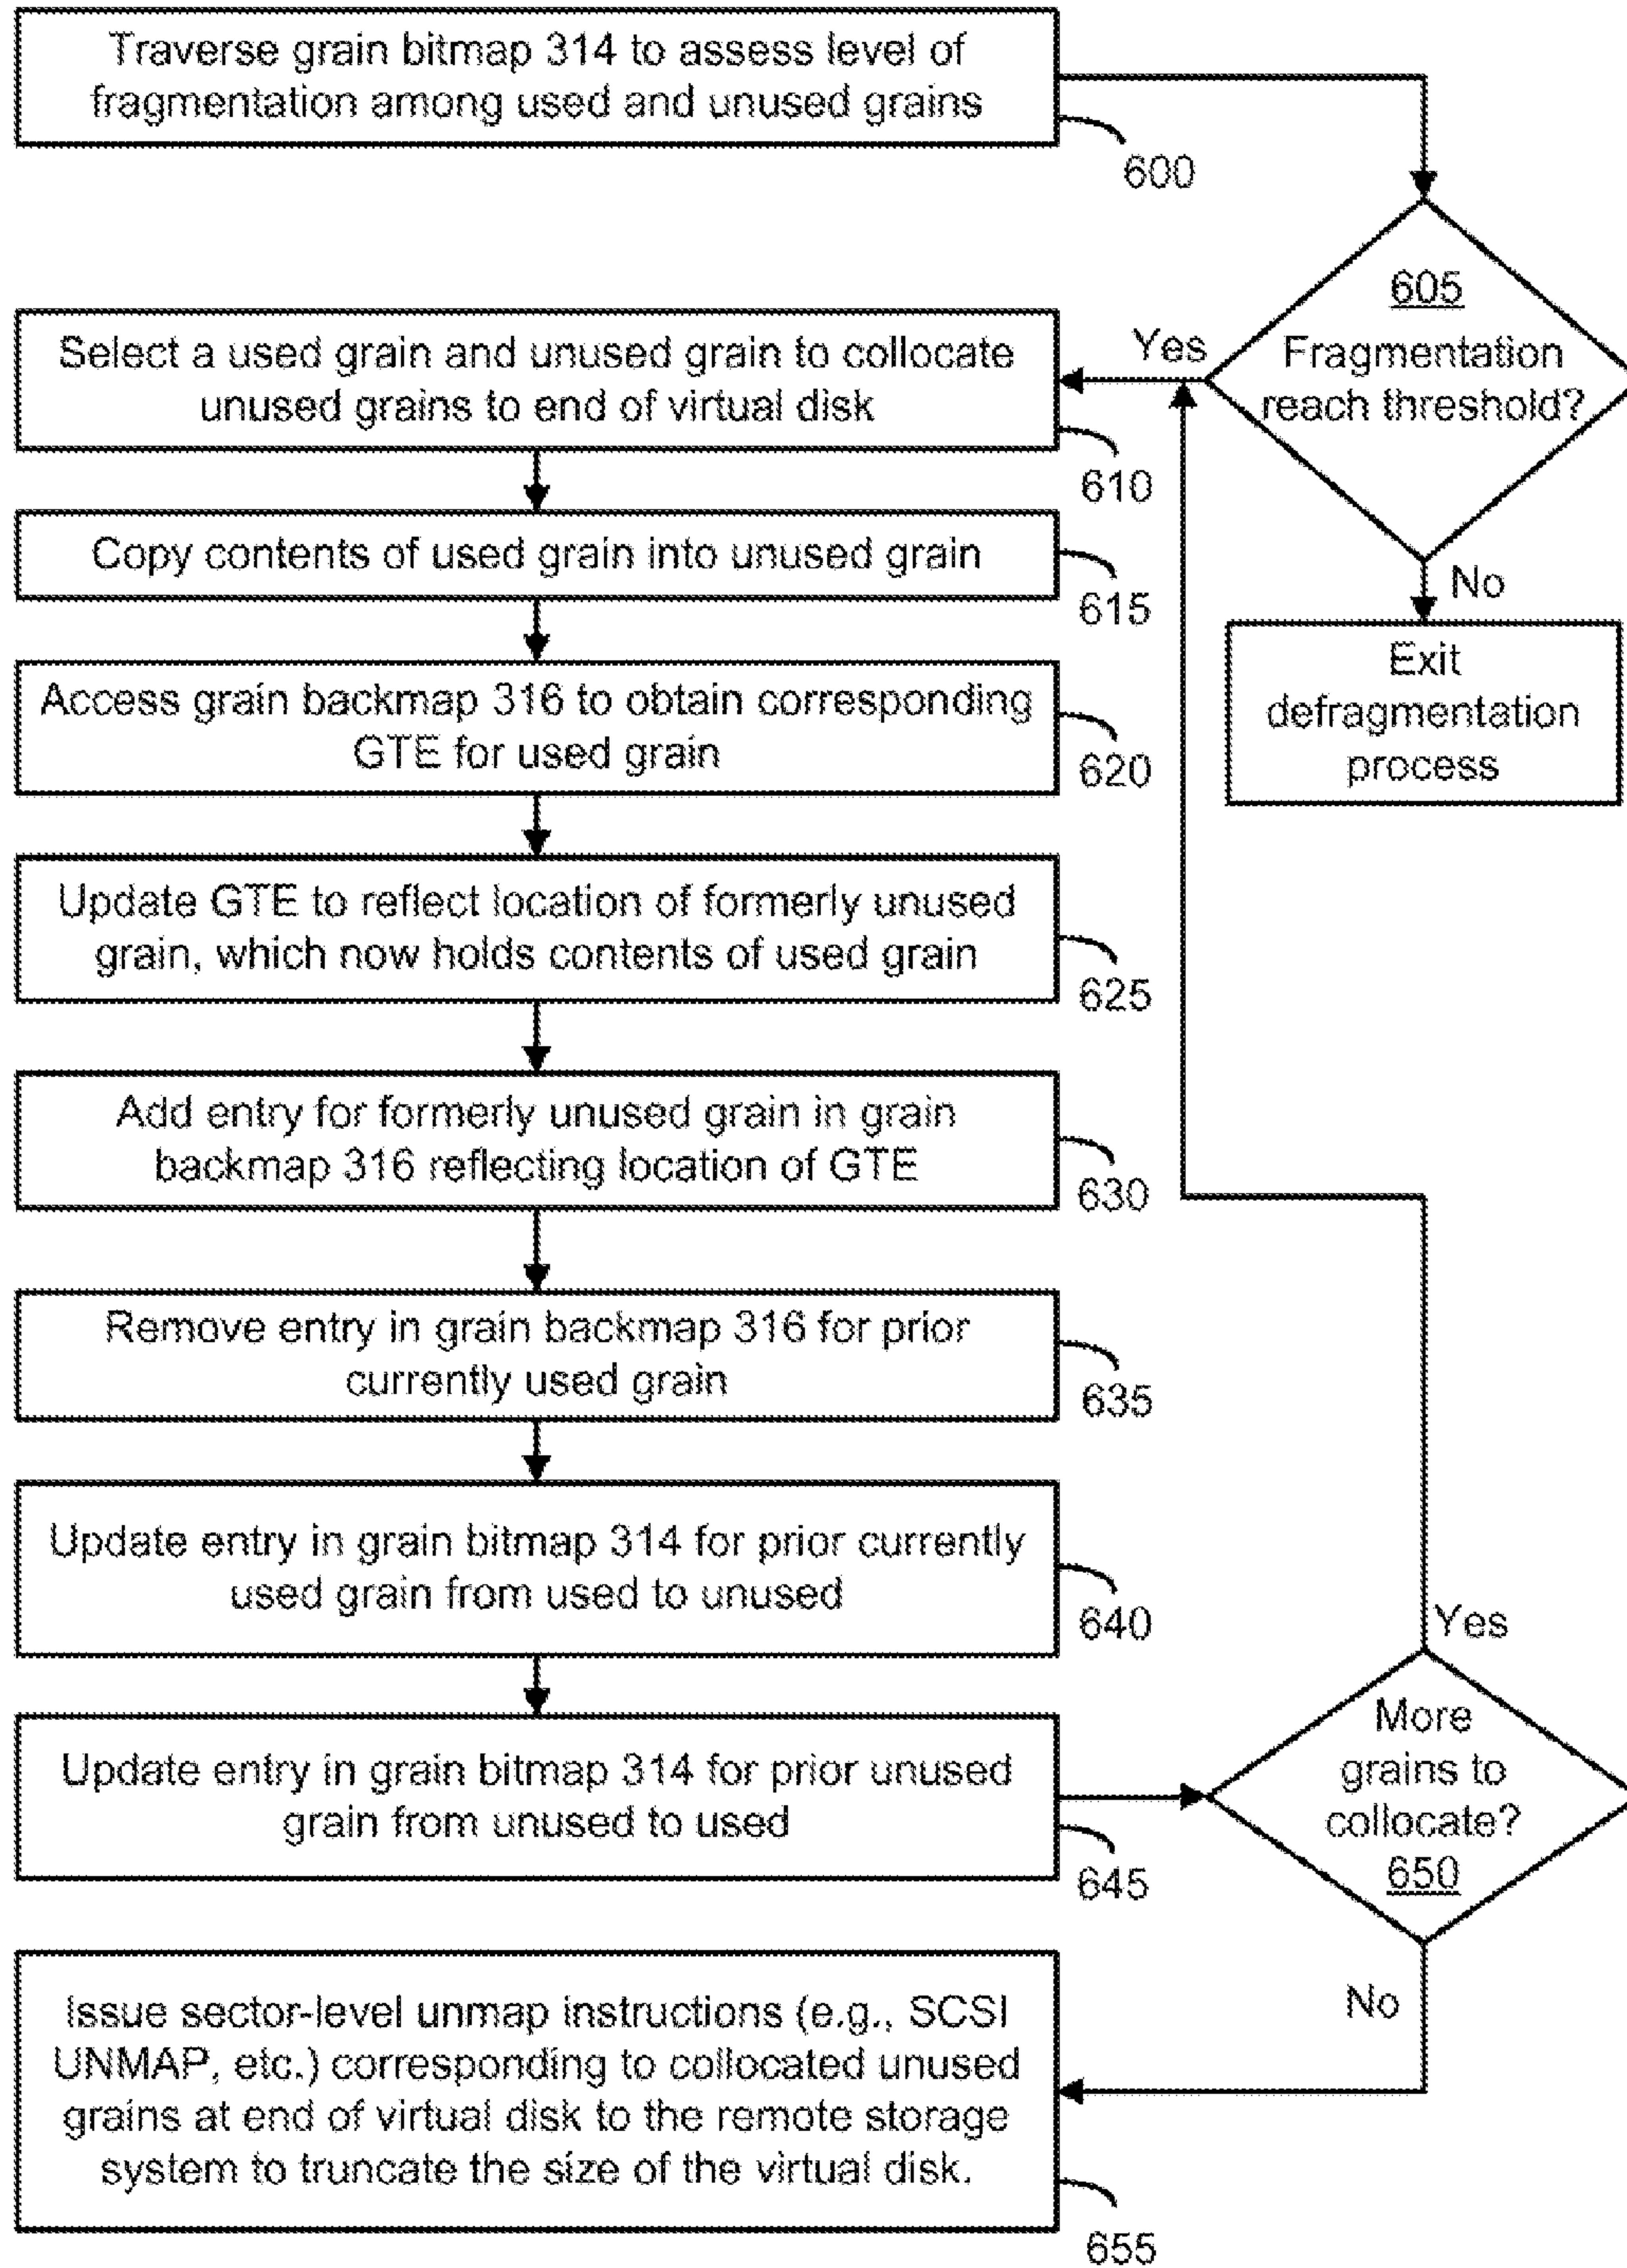 Traverse grain bitmap 314 to assess level of
fragmentation among used and unused grains
600
605
Fragmentation
reach threshold?
Yes
No
Exit
defragmentation
process
Select a used grain and unused grain to collocate
unused grains to end of virtual disk
610
Copy contents of used grain into unused grain
615
Access grain backmap 316 to obtain corresponding
GTE for used grain
620
Update GTE to reflect location of formerly unused
grain, which now holds contents of used grain
625
Add entry for formerly unused grain in grain
backmap 316 reflecting location of GTE
630
Remove entry in grain backmap 316 for prior
currently used grain
635
Update entry in grain bitmap 314 for prior currently
used grain from used to unused
640
Update entry in grain bitmap 314 for prior unused
grain from unused to used
645
Yes
More
grains to
collocate?
650
No
Issue sector-level unmap instructions (e.g., SCSI
UNMAP, etc.) corresponding to collocated unused
grains at end of virtual disk to the remote storage
system to truncate the size of the virtual disk.
655